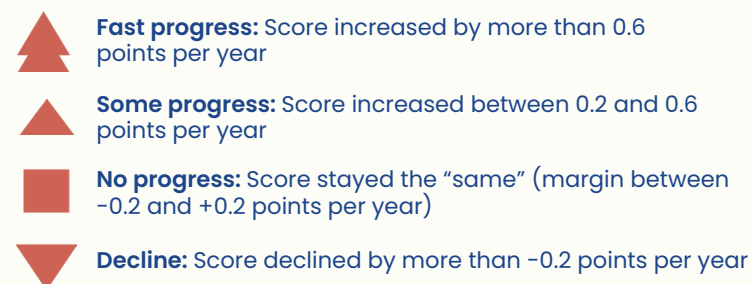 Fast progress: Score increased by more than 0.6
points per year
Some progress: Score increased between 0.2 and 0.6
points per year
No progress: Score stayed the “same” (margin between
-0.2 and +0.2 points per year)
Decline: Score declined by more than -0.2 points per year